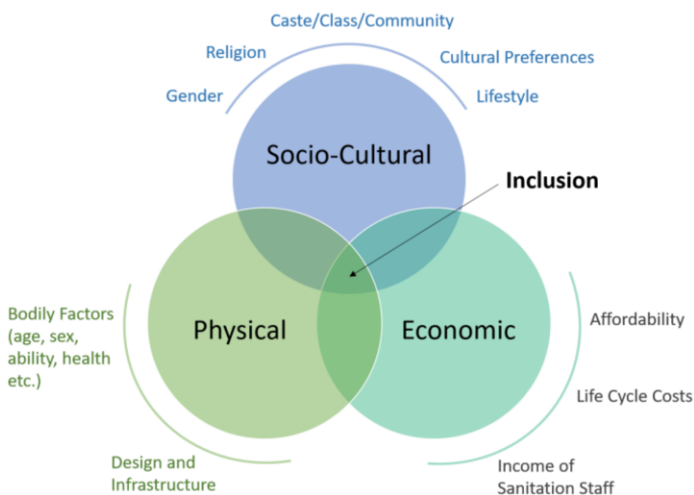 Caste/Class/Community
Religion
Cultural Preferences
Gender
Lifestyle
Socio-Cultural
Inclusion
Physical
Economic
Bodily Factors
(age, sex,
ability, health
etc.)
Design and
Infrastructure
Affordability
Life Cycle Costs
Income of
Sanitation Staff